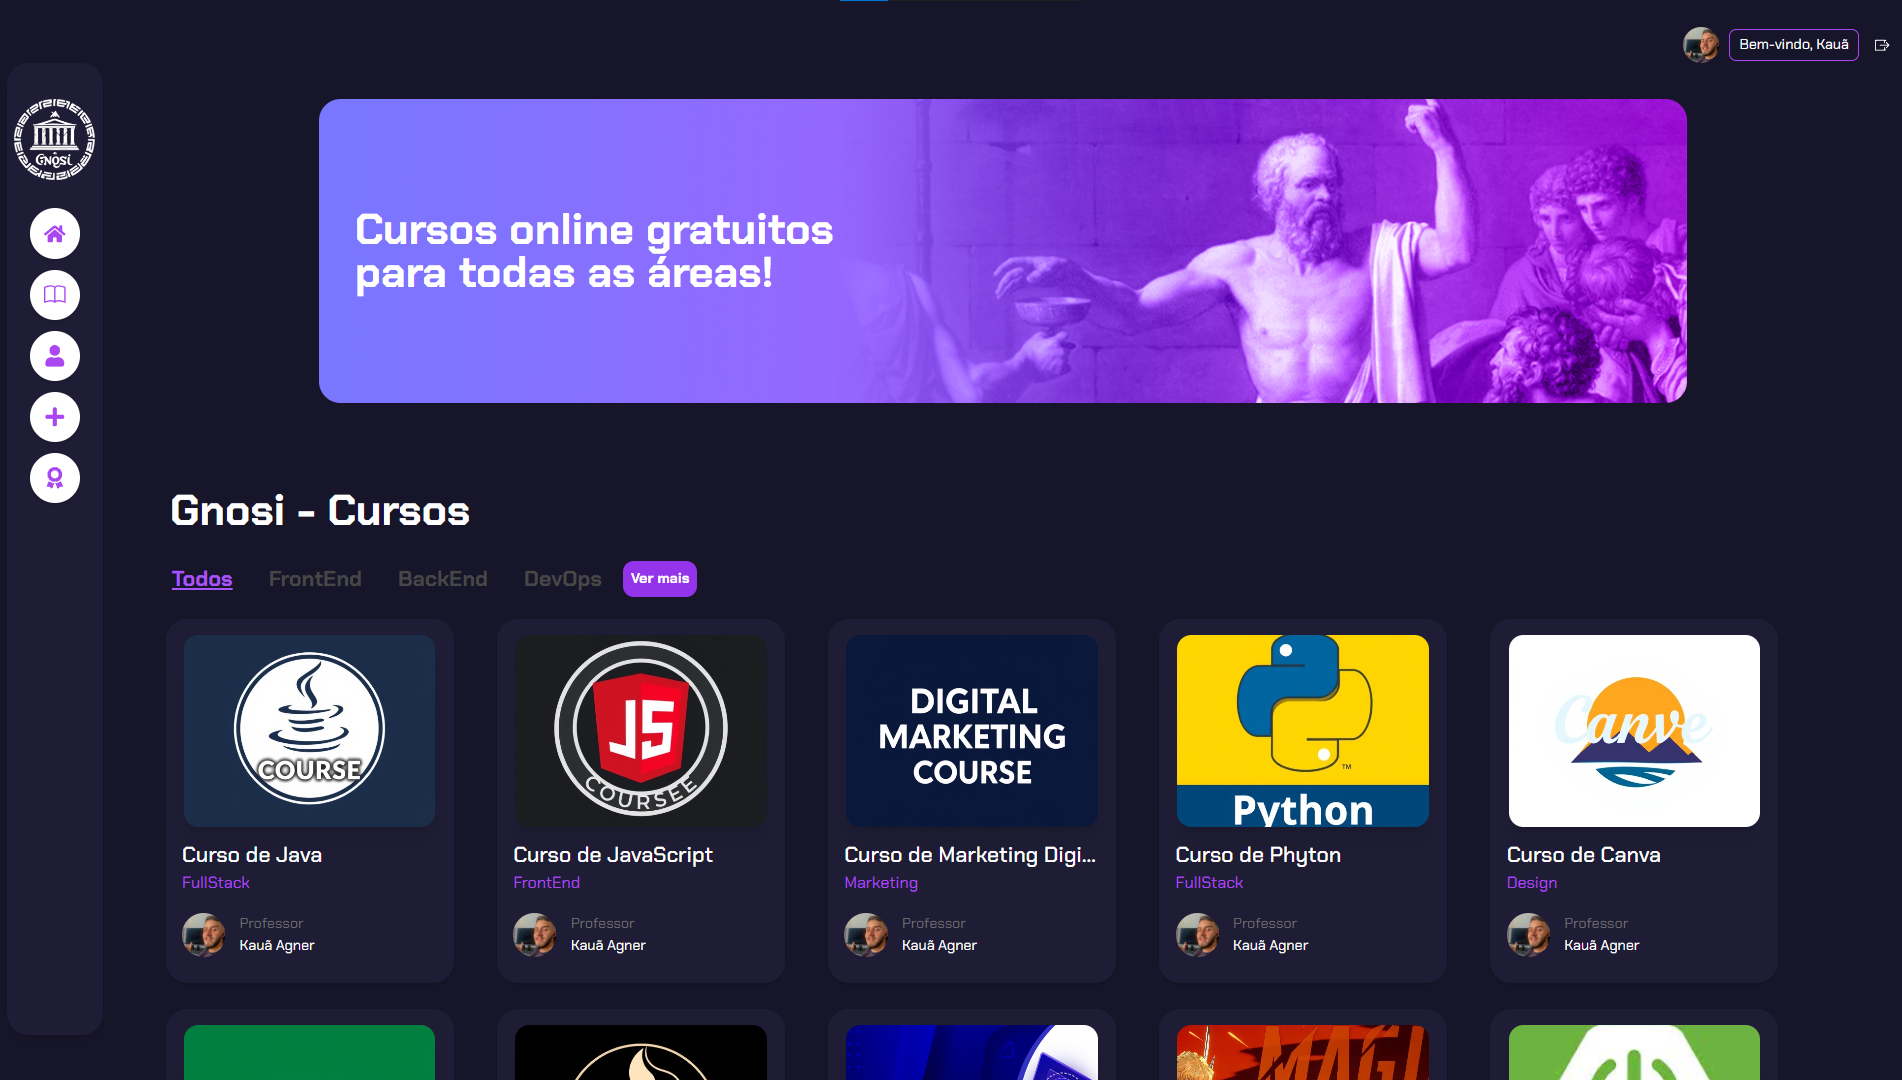 Bem-vindo, Kauã
Gnosi
Cursos online gratuitos
para todas as áreas!
Gnosi - Cursos
Todos
FrontEnd
BackEnd
DevOps
Ver mais
COURSE
JS
COURSEE
DIGITAL
MARKETING
COURSE
TM
Python
Canve
Curso de Java
FullStack
Professor
Kauã Agner
Curso de JavaScript
FrontEnd
Professor
Kauã Agner
Curso de Marketing Digi...
Marketing
Professor
Kauã Agner
Curso de Phyton
FullStack
Professor
Kauã Agner
Curso de Canva
Design
Professor
Kauã Agner